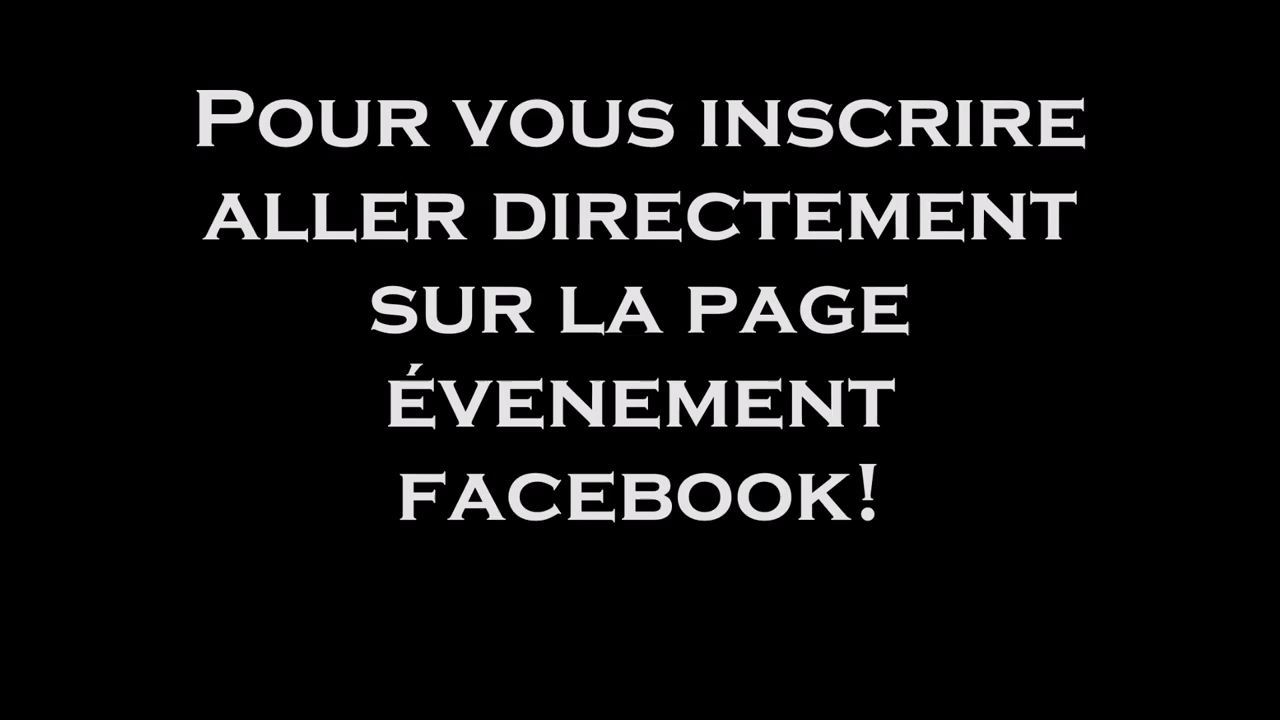 Pour vous inscrire
aller directement
sur la page
évenement
facebook!